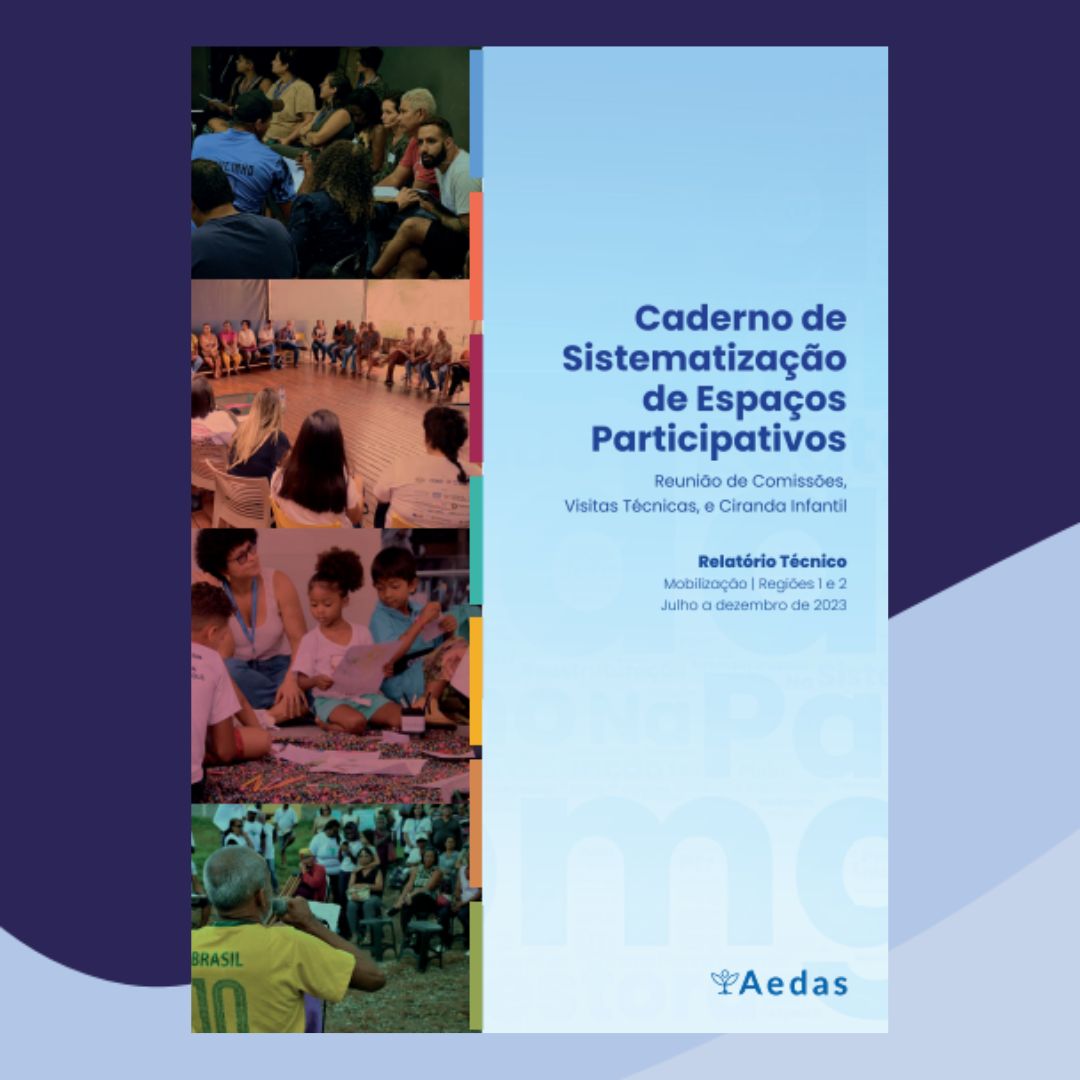 Caderno de
Sistematização
de Espaços
Participativos
Reunião de Comissões,
Visitas Técnicas, e Ciranda Infantil
Relatório Técnico
Mobilização | Regiões 1 e 2
Julho a dezembro de 2023
BRASIL
10
Aedas